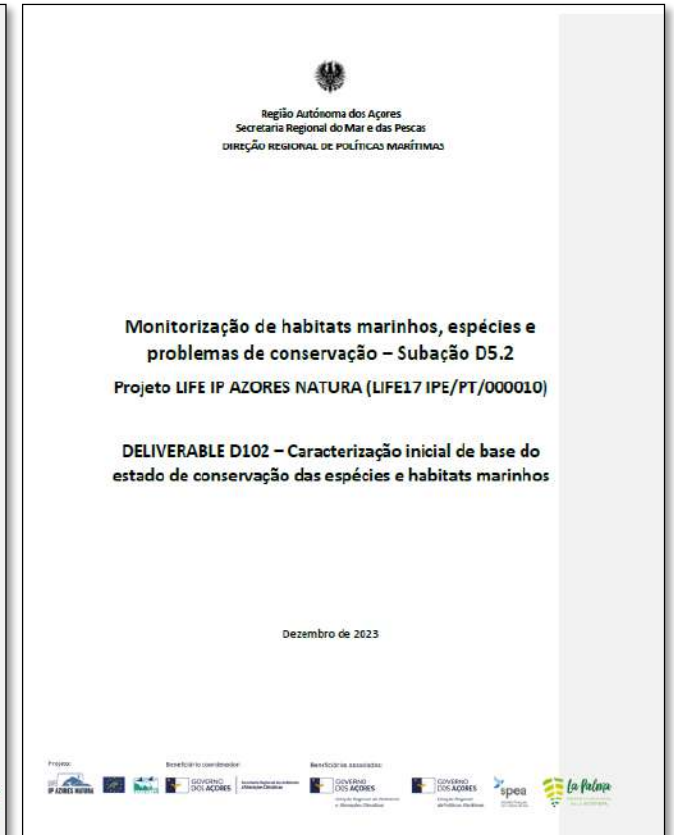 Região Autónoma dos Açores
Secretaria Regional do Mar e das Pescas
DIREÇÃO REGIONAL DE POLÍTICAS MARÍTIMAS
Monitorização de habitats marinhos, espécies e
problemas de conservação – Subação D5.2
Projeto LIFE IP AZORES NATURA (LIFE17 IPE/PT/000010)
DELIVERABLE D102 – Caracterização inicial de base do
estado de conservação das espécies e habitats marinhos
Dezembro de 2023
Projeto:
Beneficiário coordenador:
Beneficiários associados:
IP AZORES NATURA
GOVERNO
DOS AÇORES
GOVERNO
DOS AÇORES
GOVERNO
DOS AÇORES
spea
La Palma